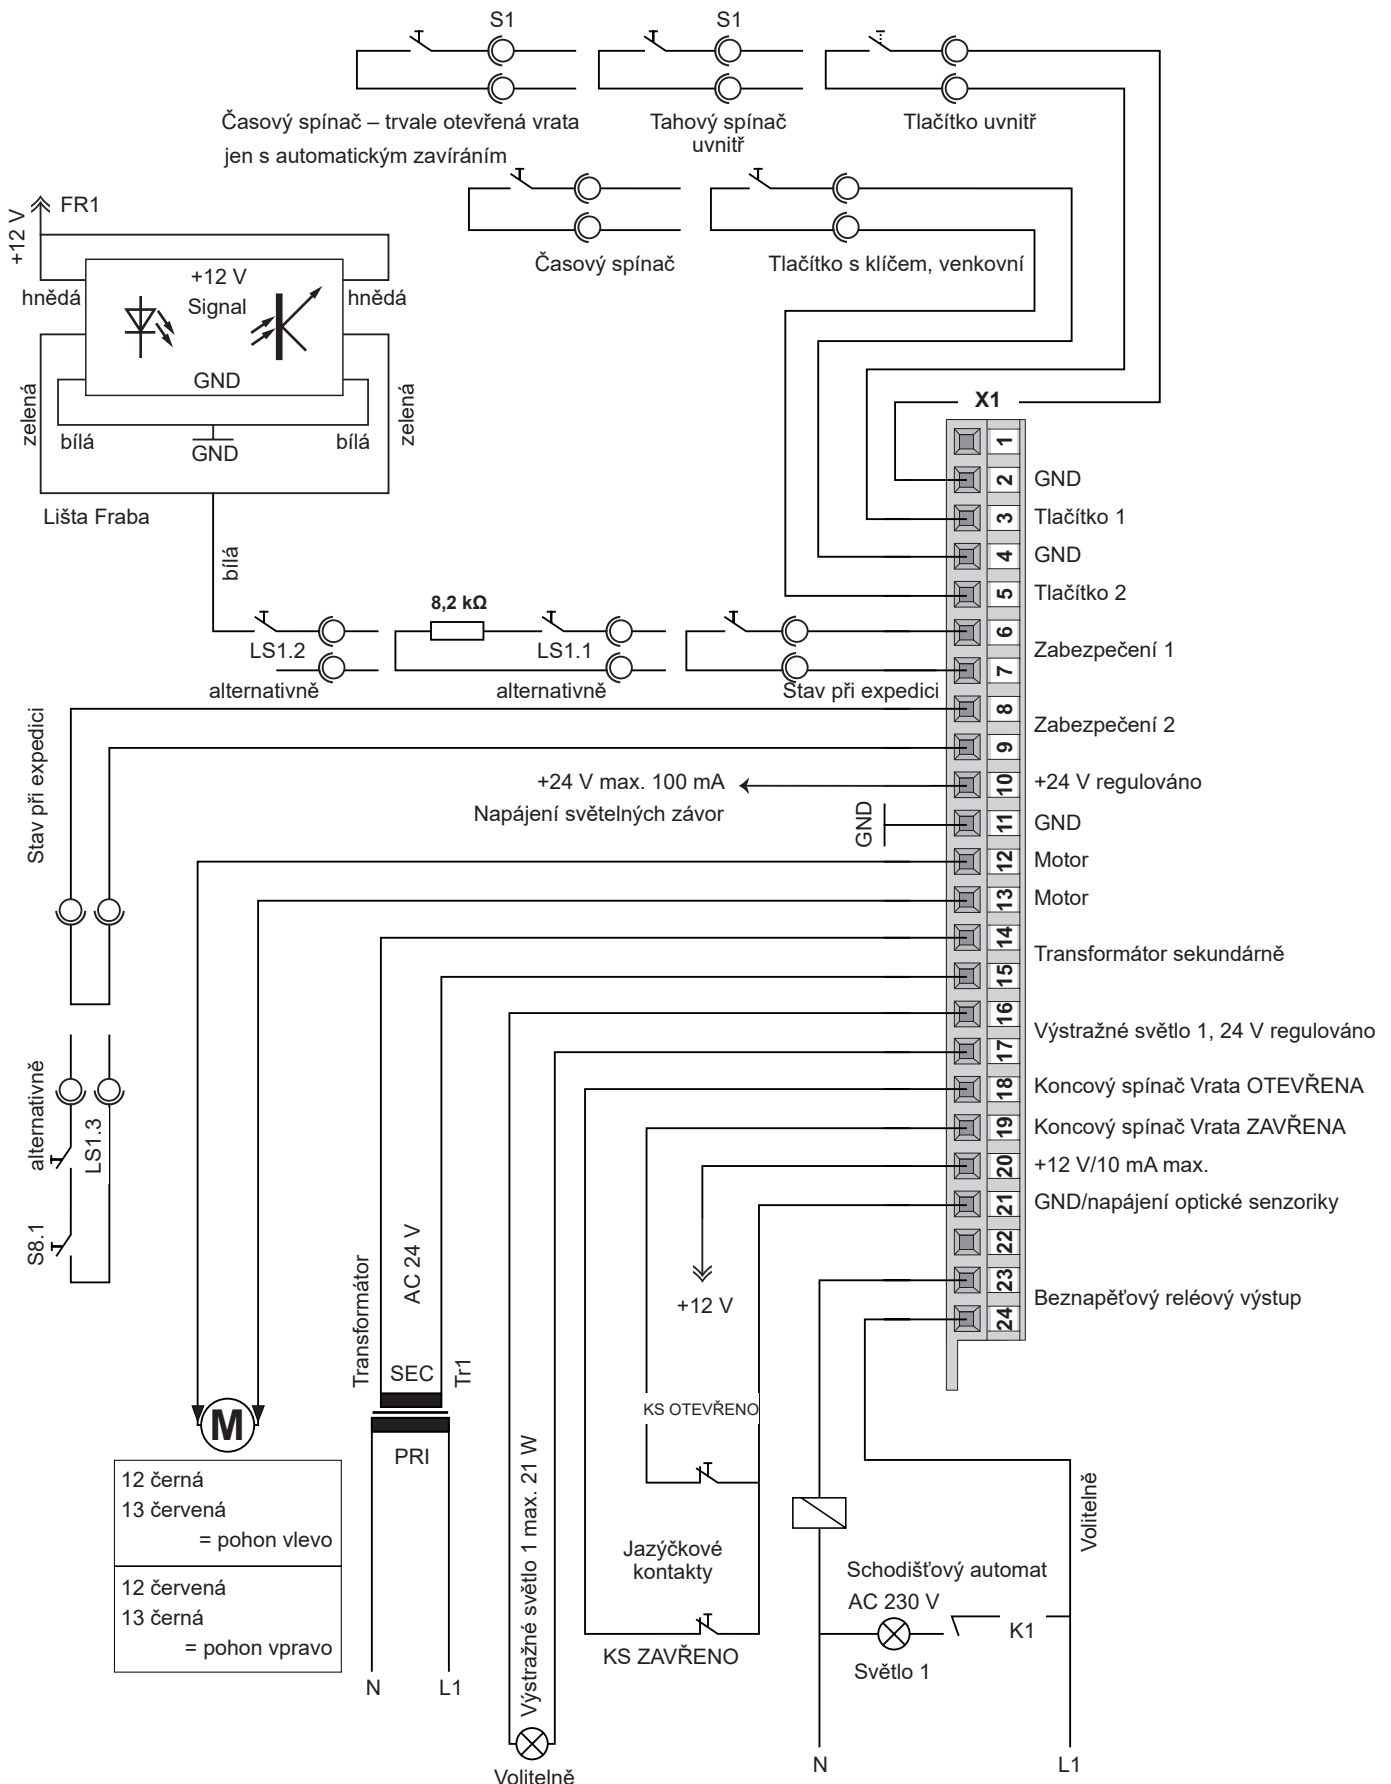 S1
S1
Časový spínač – trvale otevřená vrata
jen s automatickým zavíráním
Tahový spínač
uvnitř
Tlačítko uvnitř
Časový spínač
Tlačítko s klíčem, venkovní
+12 V
FR1
+12 V
Signal
hnědá
hnědá
GND
zelená
zelená
bílá
bílá
GND
Lišta Fraba
bílá
8,2 kΩ
LS1.2
LS1.1
alternativně
alternativně
Stav při expedici
X1
1
2 GND
3 Tlačítko 1
4 GND
5 Tlačítko 2
6
Zabezpečení 1
7
8
Zabezpečení 2
9
10 +24 V regulováno
11 GND
12 Motor
13 Motor
14
Transformátor sekundárně
15
16
Výstražné světlo 1, 24 V regulováno
17
18 Koncový spínač Vrata OTEVŘENA
19 Koncový spínač Vrata ZAVŘENA
20 +12 V/10 mA max.
21 GND/napájení optické senzoriky
22
23
Beznapěťový reléový výstup
24
Stav při expedici
+24 V max. 100 mA
Napájení světelných závor
GND
alternativně
LS1.3
S8.1
Transformátor
AC 24 V
SEC
Tr1
PRI
N
L1
M
12 černá
13 červená
= pohon vlevo
12 červená
13 černá
= pohon vpravo
Výstražné světlo 1 max. 21 W
Volitelně
+12 V
KS OTEVŘENO
Jazýčkové
kontakty
KS ZAVŘENO
Volitelně
Schodišťový automat
AC 230 V
K1
Světlo 1
N
L1